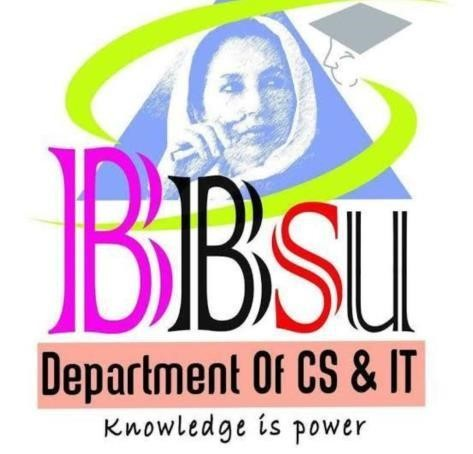 BBSU
Department Of CS & IT
Knowledge is power